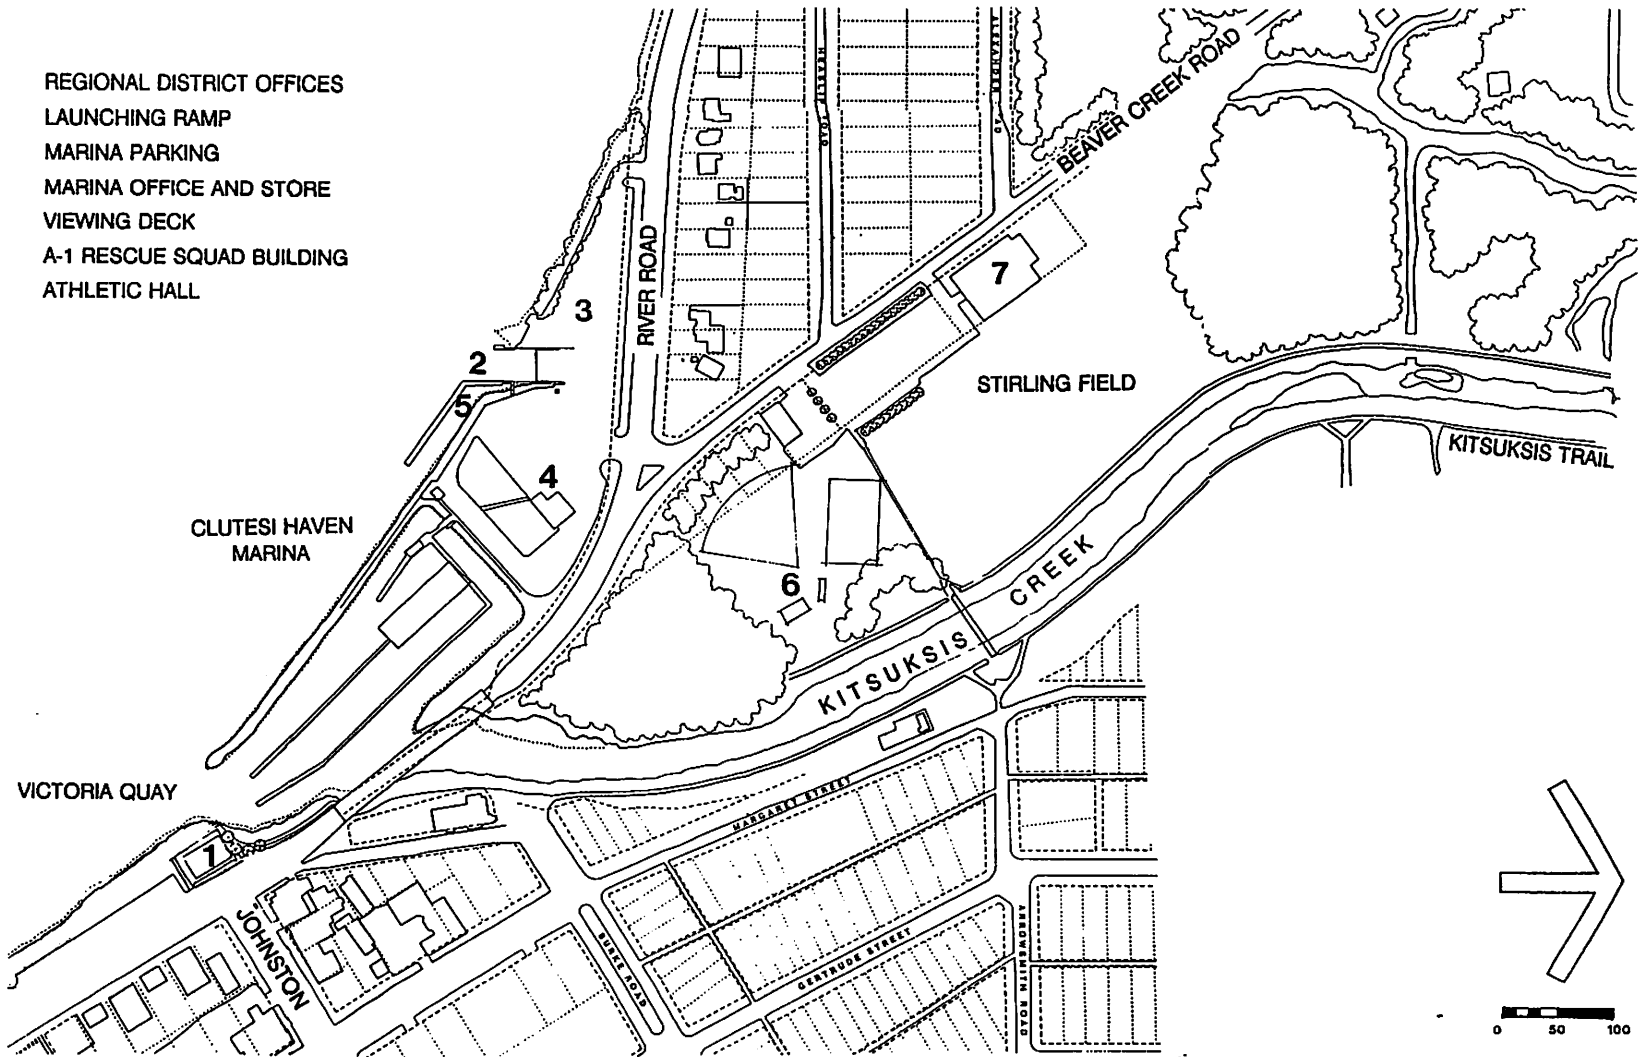 REGIONAL DISTRICT OFFICES
LAUNCHING RAMP
MARINA PARKING
MARINA OFFICE AND STORE
VIEWING DECK
A-1 RESCUE SQUAD BUILDING
ATHLETIC HALL
BEAVER CREEK ROAD
RIVER ROAD
3
7
2
5
4
STIRLING FIELD
KITSUKSIS TRAIL
CLUTESI HAVEN
MARINA
6
KITSUKSIS CREEK
VICTORIA QUAY
1
MARGARET STREET
JOHNSTON
BURKE ROAD
GERTRUDE STREET
ARROWSMITH ROAD
0 50 100